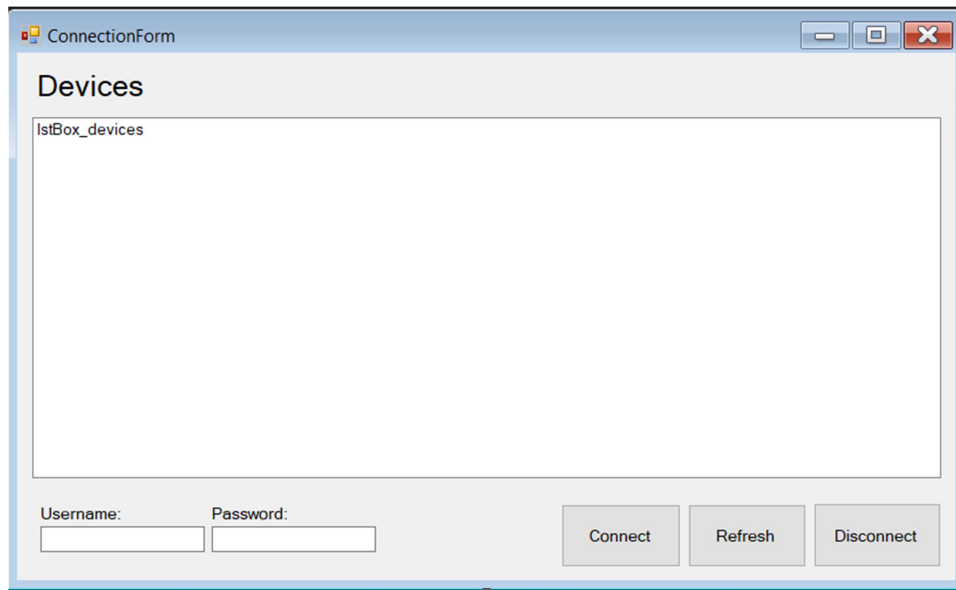 ConnectionForm
Devices
lstBox_devices
Username: Password:
Connect Refresh Disconnect